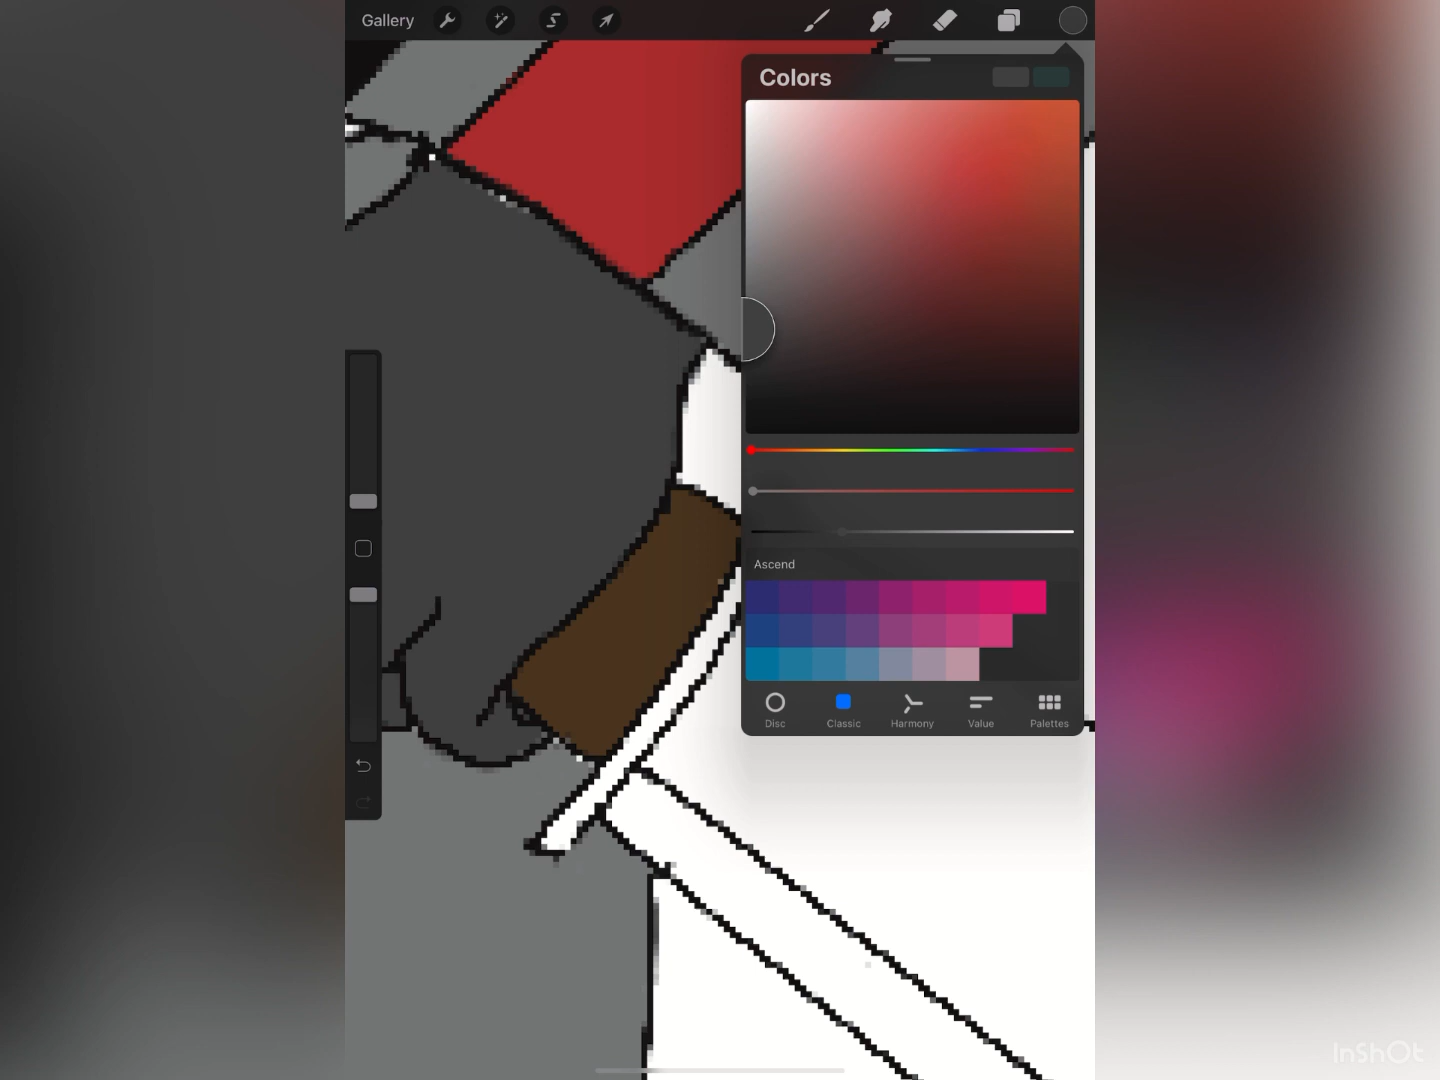 Gallery
Colors
Ascend
Disc
Classic
Harmony
Value
Palettes
InShOt